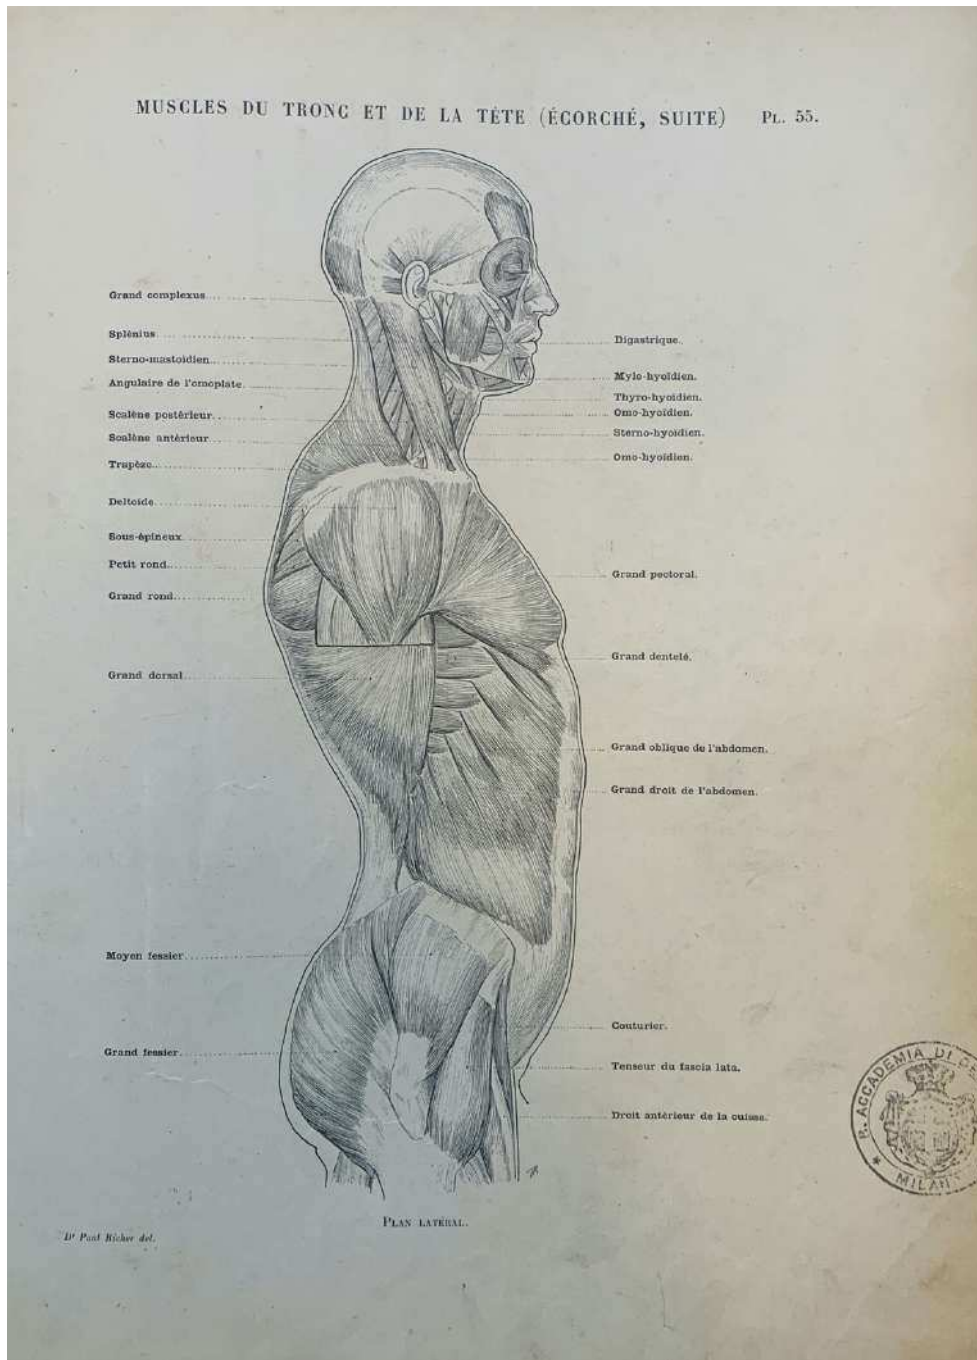 MUSCLES DU TRONC ET DE LA TÊTE (ÉCORCHÉ, SUITE) PL. 55.
Grand complexus
Splénius
Sterno-mastoïdien
Angulaire de l'omoplate
Scalène postérieur
Scalène antérieur
Trapèze
Deltoïde
Sous-épineux
Petit rond
Grand rond
Grand dorsal
Moyen fessier
Grand fessier
Digastrique.
Mylo-hyoïdien.
Thyro-hyoïdien.
Omo-hyoïdien.
Sterno-hyoïdien.
Omo-hyoïdien.
Grand pectoral.
Grand dentelé.
Grand oblique de l'abdomen.
Grand droit de l'abdomen.
Couturier.
Tenseur du fascia lata.
Droit antérieur de la cuisse.
R. ACCADEMIA DI
MILAN
PLAN LATÉRAL.
Dr Paul Richer del.